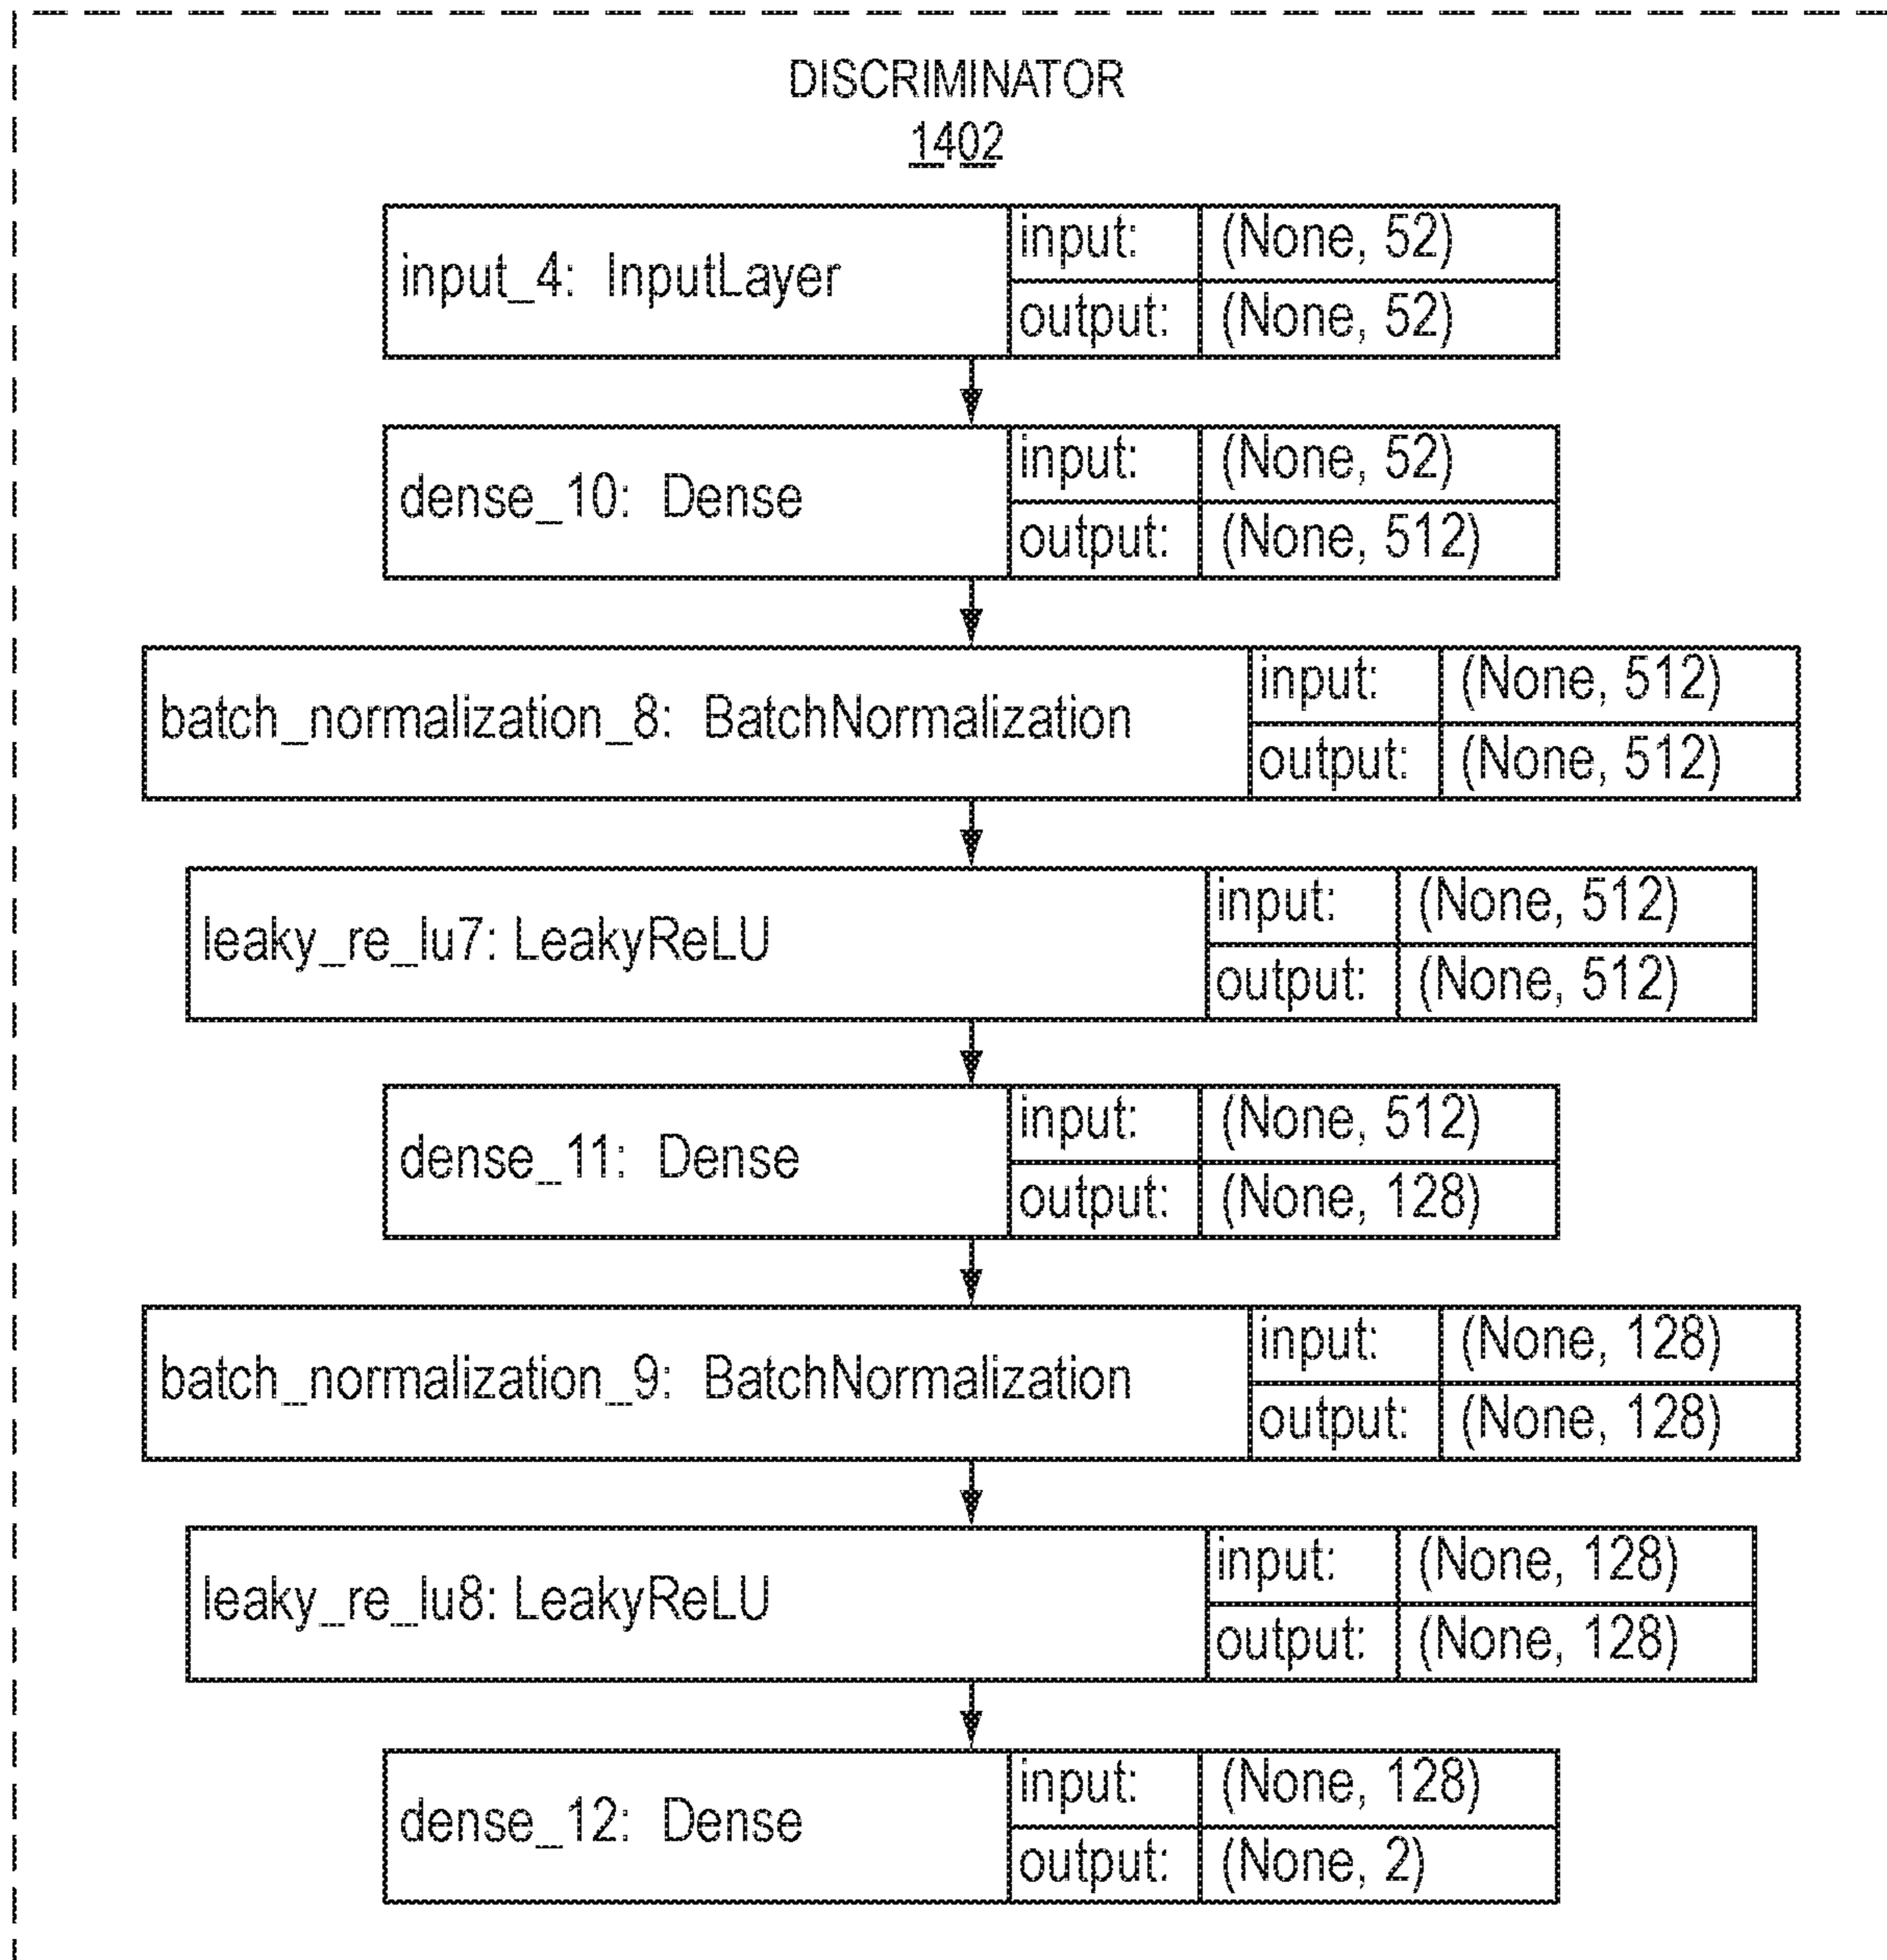 DISCRIMINATOR
1402
input_4: InputLayer
input: (None, 52)
output: (None, 52)
dense_10: Dense
input: (None, 52)
output: (None, 512)
batch_normalization_8: BatchNormalization
input: (None, 512)
output: (None, 512)
leaky_re_lu7: LeakyReLU
input: (None, 512)
output: (None, 512)
dense_11: Dense
input: (None, 512)
output: (None, 128)
batch_normalization_9: BatchNormalization
input: (None, 128)
output: (None, 128)
leaky_re_lu8: LeakyReLU
input: (None, 128)
output: (None, 128)
dense_12: Dense
input: (None, 128)
output: (None, 2)